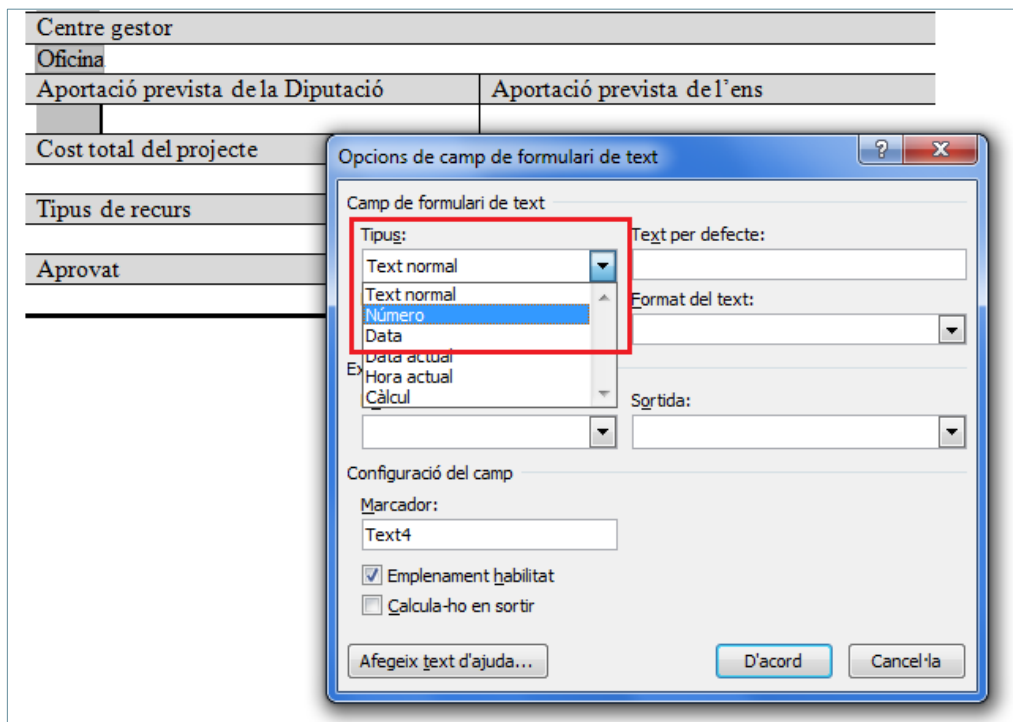 Centre gestor
Oficina
Aportació prevista de la Diputació Aportació prevista de l'ens
Cost total del projecte
Tipus de recurs
Aprovat
Opcions de camp de formulari de text
Camp de formulari de text
Tipus: Text per defecte:
Text normal
Text normal Format del text:
Número
Data
Data actual
Hora actual
Càlcul Sortida:
Configuració del camp
Marcador:
Text4
Emplenament habilitat
Calcula-ho en sortir
Afegeix text d'ajuda... D'acord Cancel·la